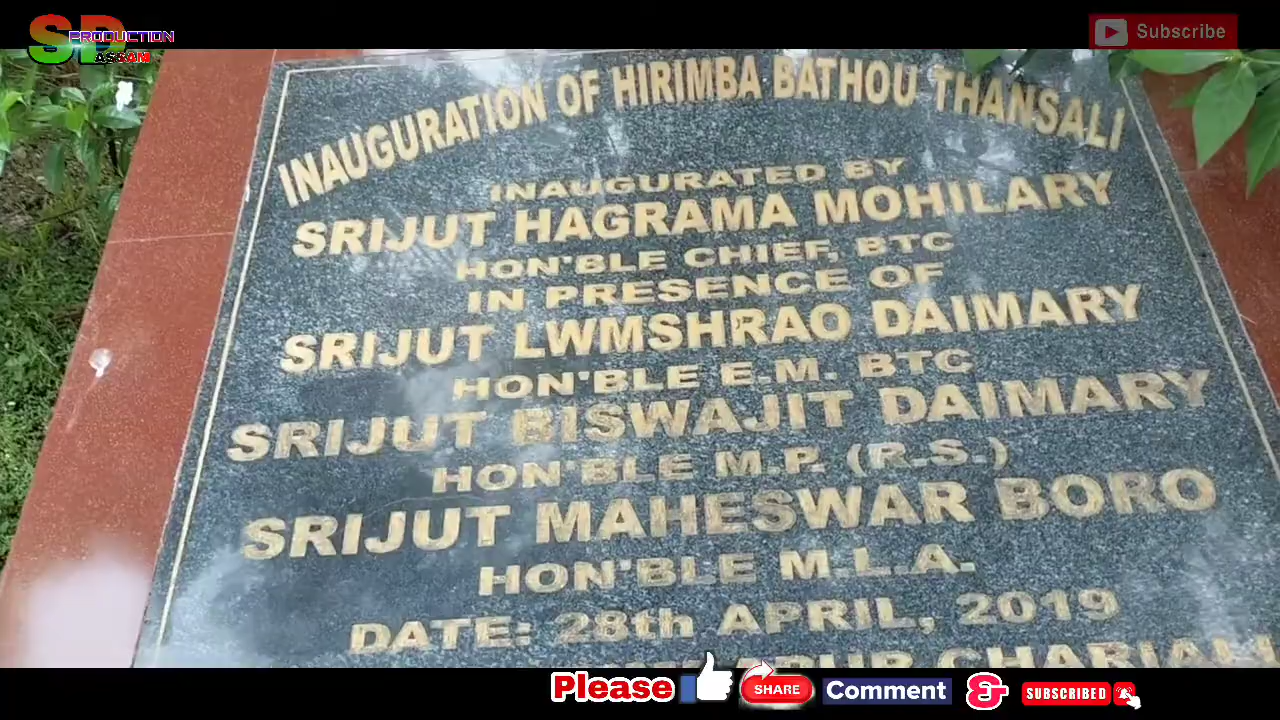 SD PRODUCTION
ASSAM
Subscribe
INAUGURATION OF HIRIMBA BATHOU THANSALI
INAUGURATED BY
SRIJUT HAGRAMA MOHILARY
HON'BLE CHIEF, BTC
IN PRESENCE OF
SRIJUT LWMSHRAO DAIMARY
HON'BLE E.M. BTC
SRIJUT BISWAJIT DAIMARY
HON'BLE M.P. (R.S.)
SRIJUT MAHESWAR BORO
HON'BLE M.L.A.
DATE: 28th APRIL, 2019
CHARIALI
Please SHARE Comment & SUBSCRIBED